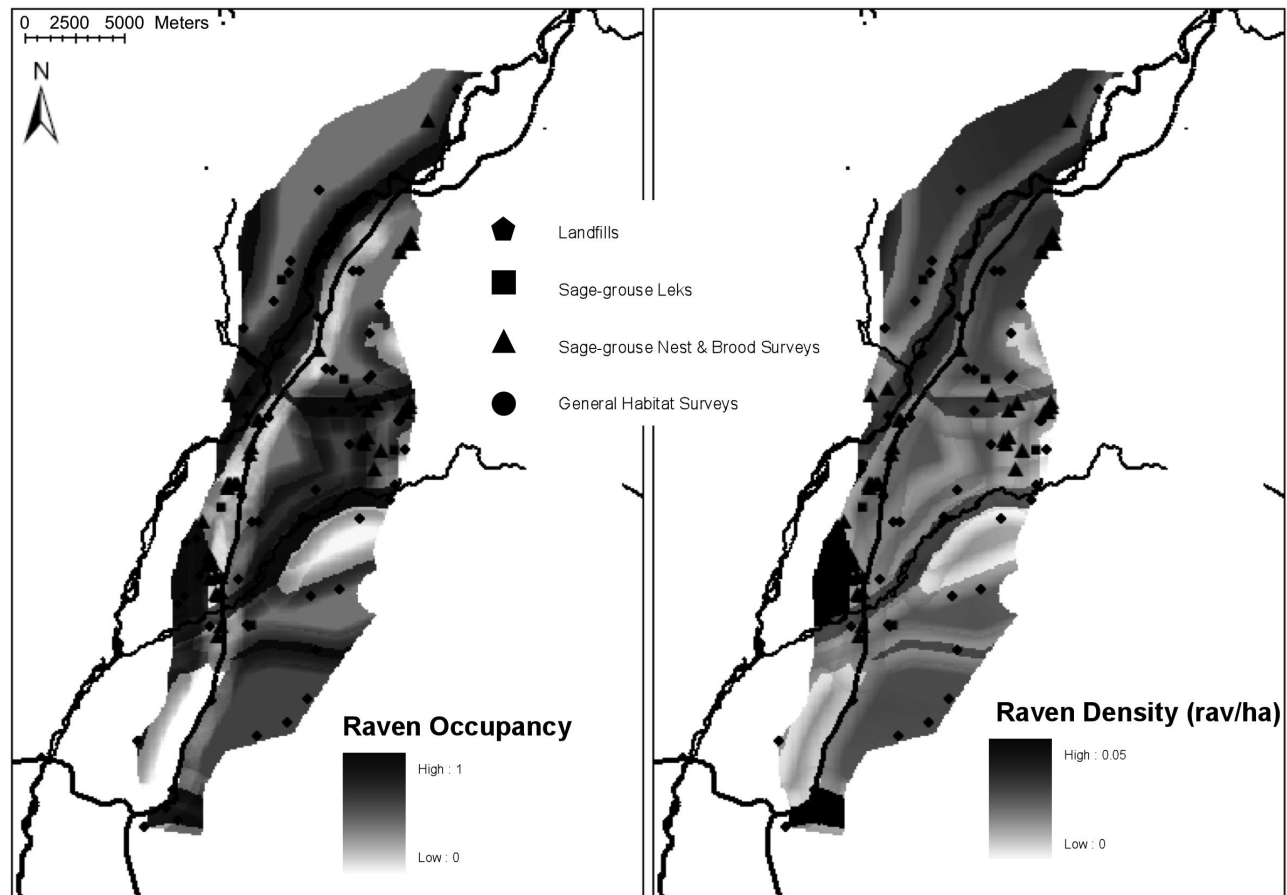 0 2500 5000 Meters
N
Landfills
Sage-grouse Leks
Sage-grouse Nest & Brood Surveys
General Habitat Surveys
Raven Occupancy
High : 1
Low : 0
Raven Density (rav/ha)
High : 0.05
Low : 0